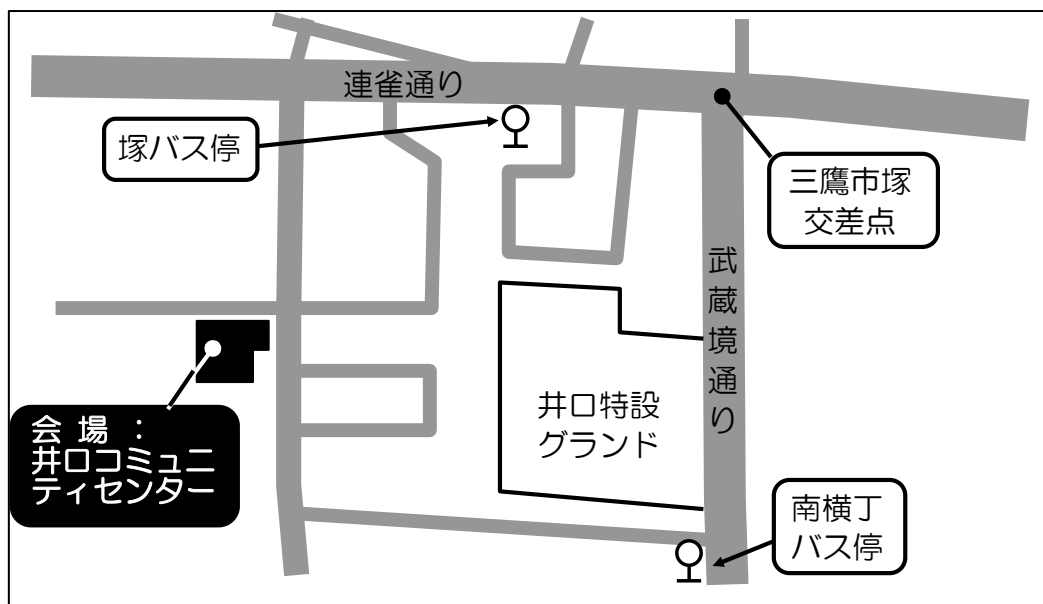 連雀通り
塚バス停
三鷹市塚
交差点
武蔵境通り
井口特設
グランド
会 場 :
井口コミュニ
ティセンター
南横丁
バス停